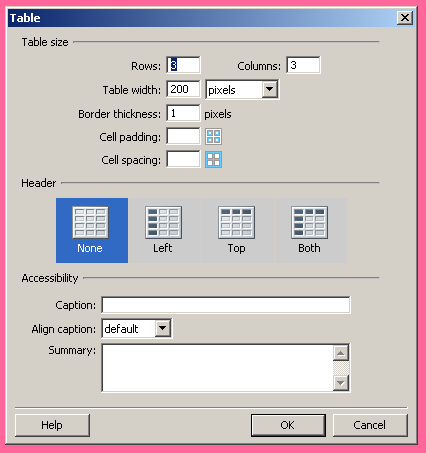 Table
Table size
Rows: 3 Columns: 3
Table width: 200 pixels
Border thickness: 1 pixels
Cell padding:
Cell spacing:
Header
None Left Top Both
Accessibility
Caption:
Align caption: default
Summary:
Help OK Cancel